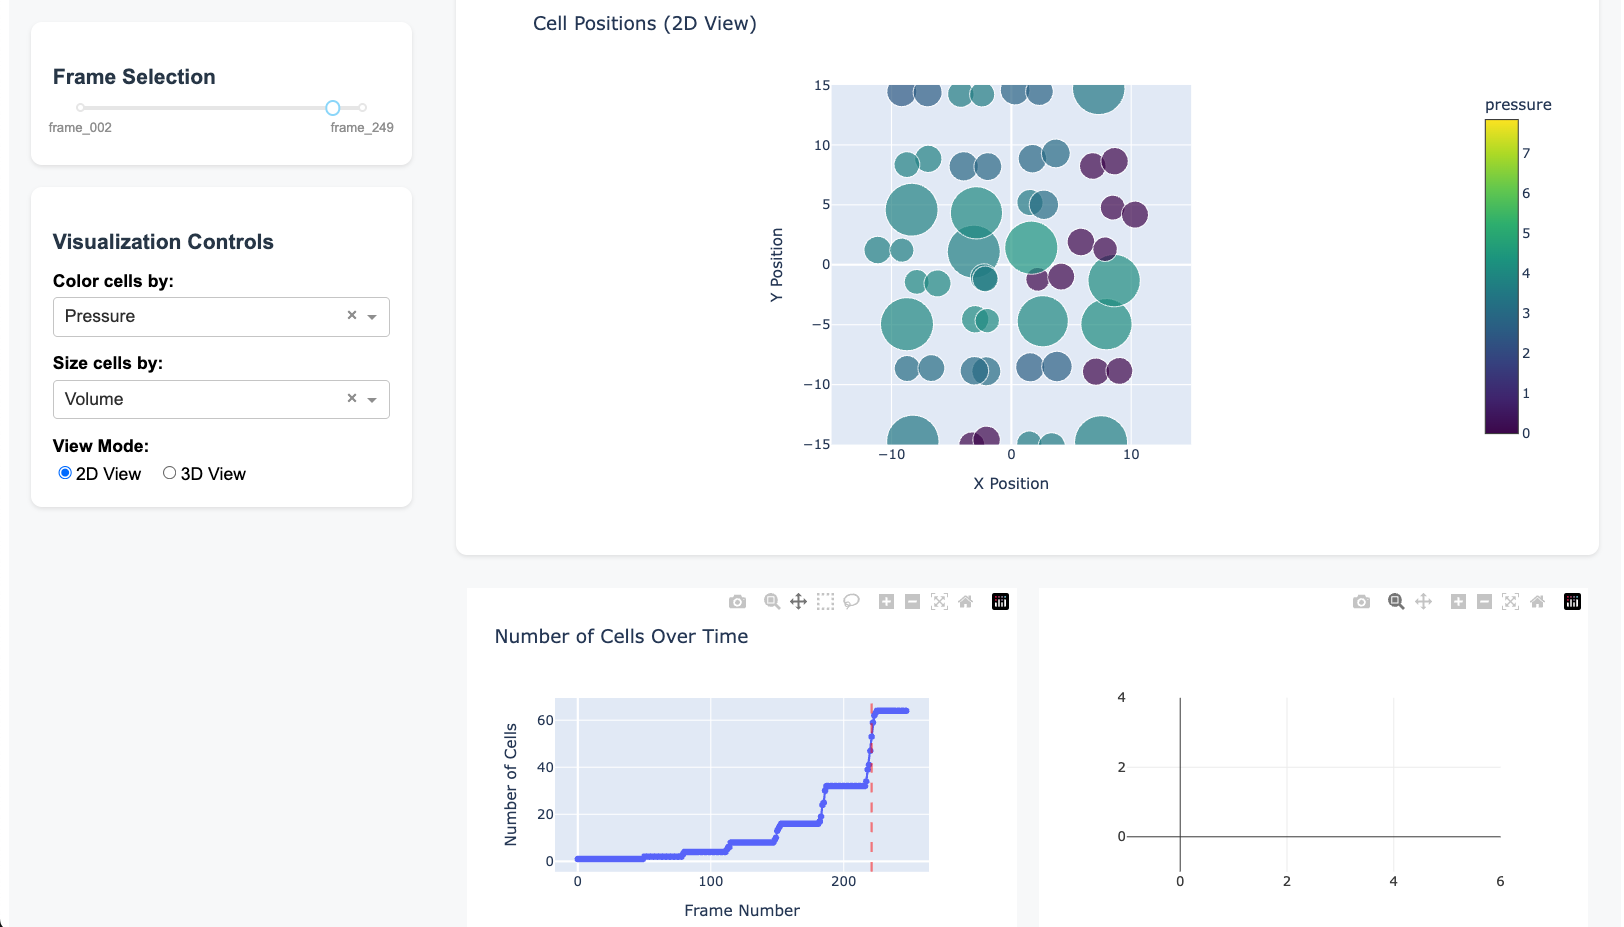 Frame Selection
frame_002
frame_249
Visualization Controls
Color cells by:
Pressure
Size cells by:
Volume
View Mode:
2D View
3D View
Cell Positions (2D View)
15
10
5
0
−5
−10
−15
Y Position
−10
0
10
X Position
pressure
7
6
5
4
3
2
1
0
Number of Cells Over Time
60
40
20
0
Number of Cells
0
100
200
Frame Number
4
2
0
0
2
4
6